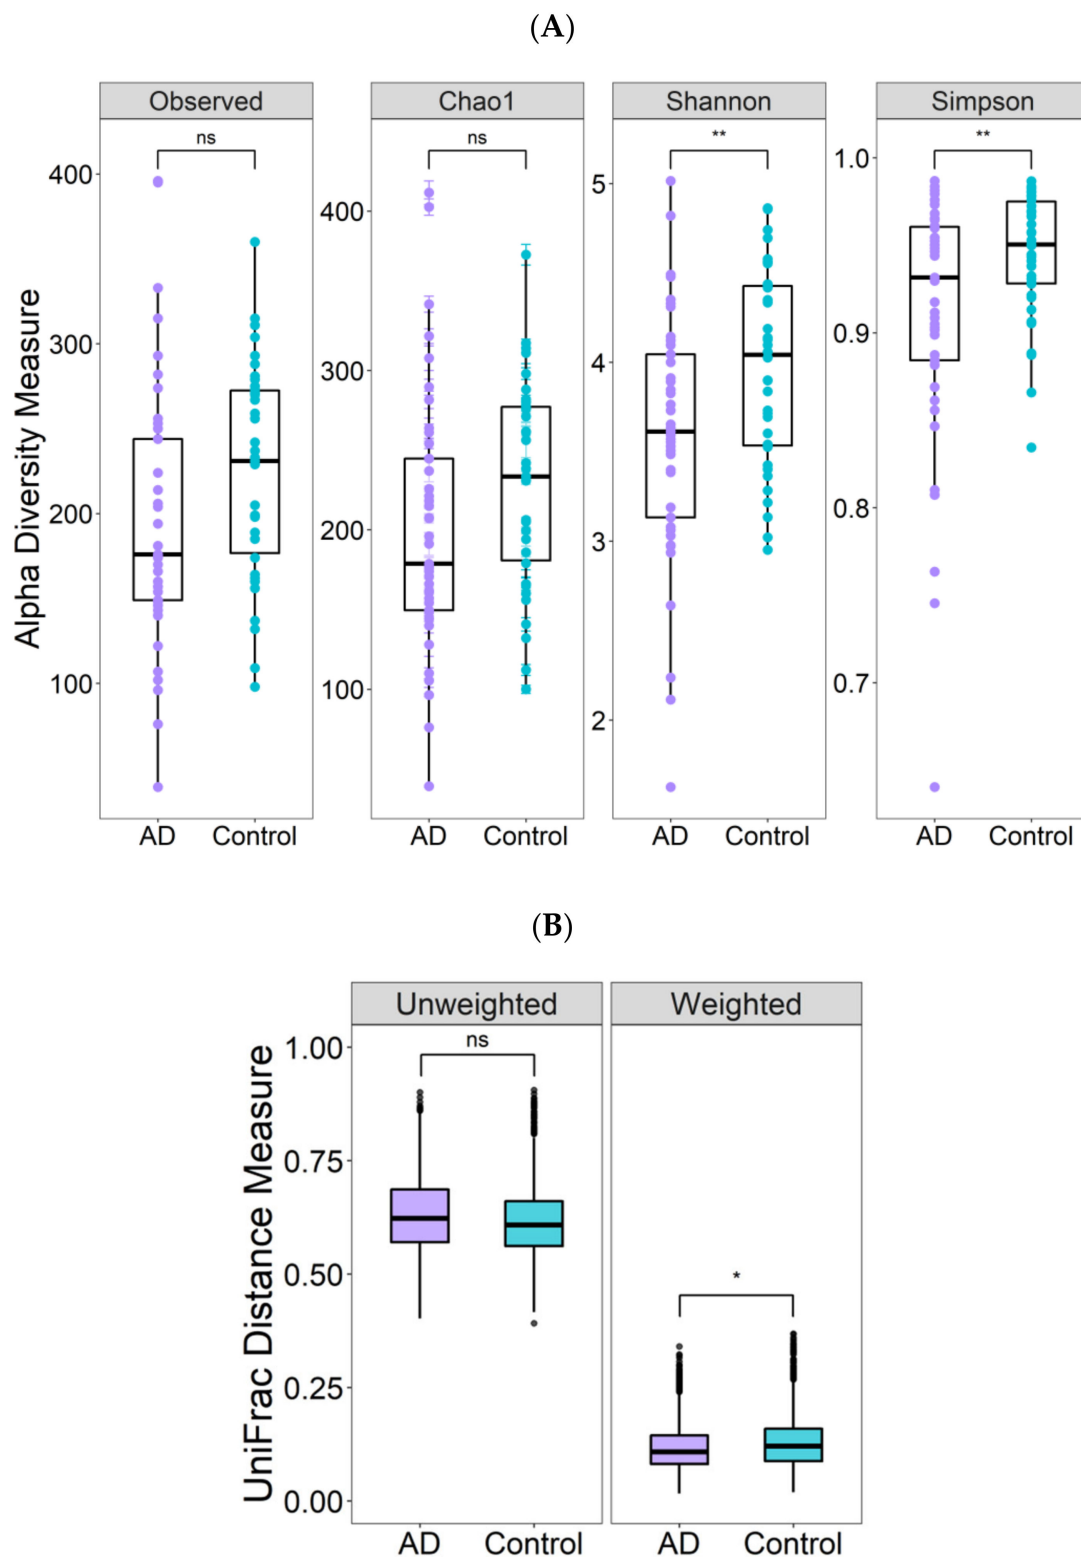 (A)
Observed Chao1 Shannon Simpson
ns ns ** **
Alpha Diversity Measure
400
300
200
100
400
300
200
100
5
4
3
2
1.0
0.9
0.8
0.7
AD Control AD Control AD Control AD Control
(B)
Unweighted Weighted
ns
*
UniFrac Distance Measure
1.00
0.75
0.50
0.25
0.00
AD Control AD Control